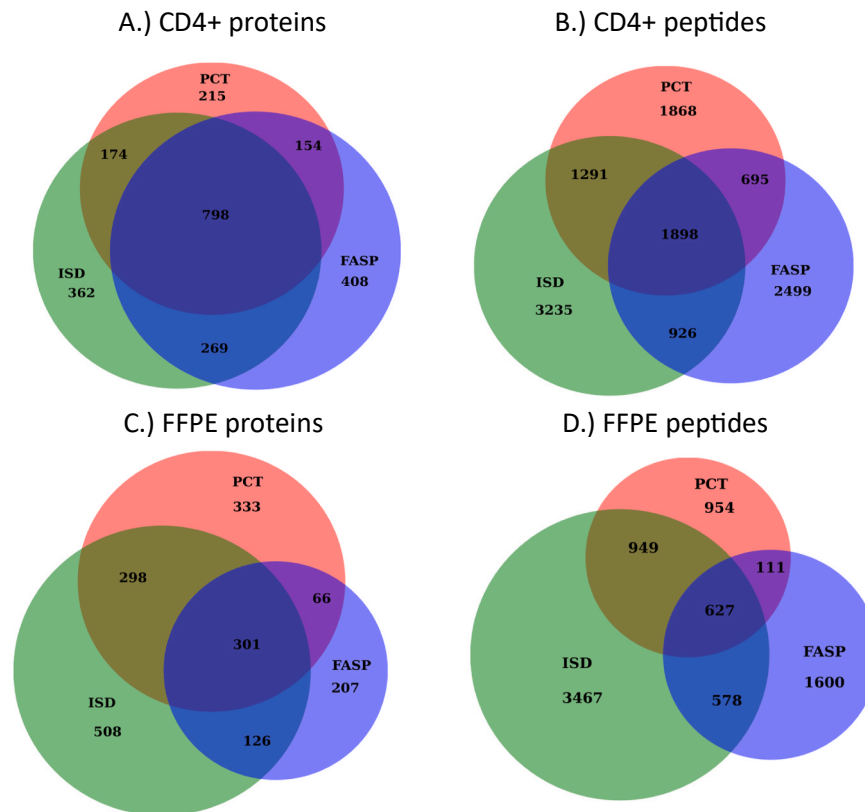 A.) CD4+ proteins
PCT
215
174
154
798
ISD
362
FASP
408
269
B.) CD4+ peptides
PCT
1868
1291
695
1898
ISD
3235
FASP
2499
926
C.) FFPE proteins
PCT
333
298
66
301
ISD
508
FASP
207
126
D.) FFPE peptides
PCT
954
949
111
627
ISD
3467
FASP
1600
578